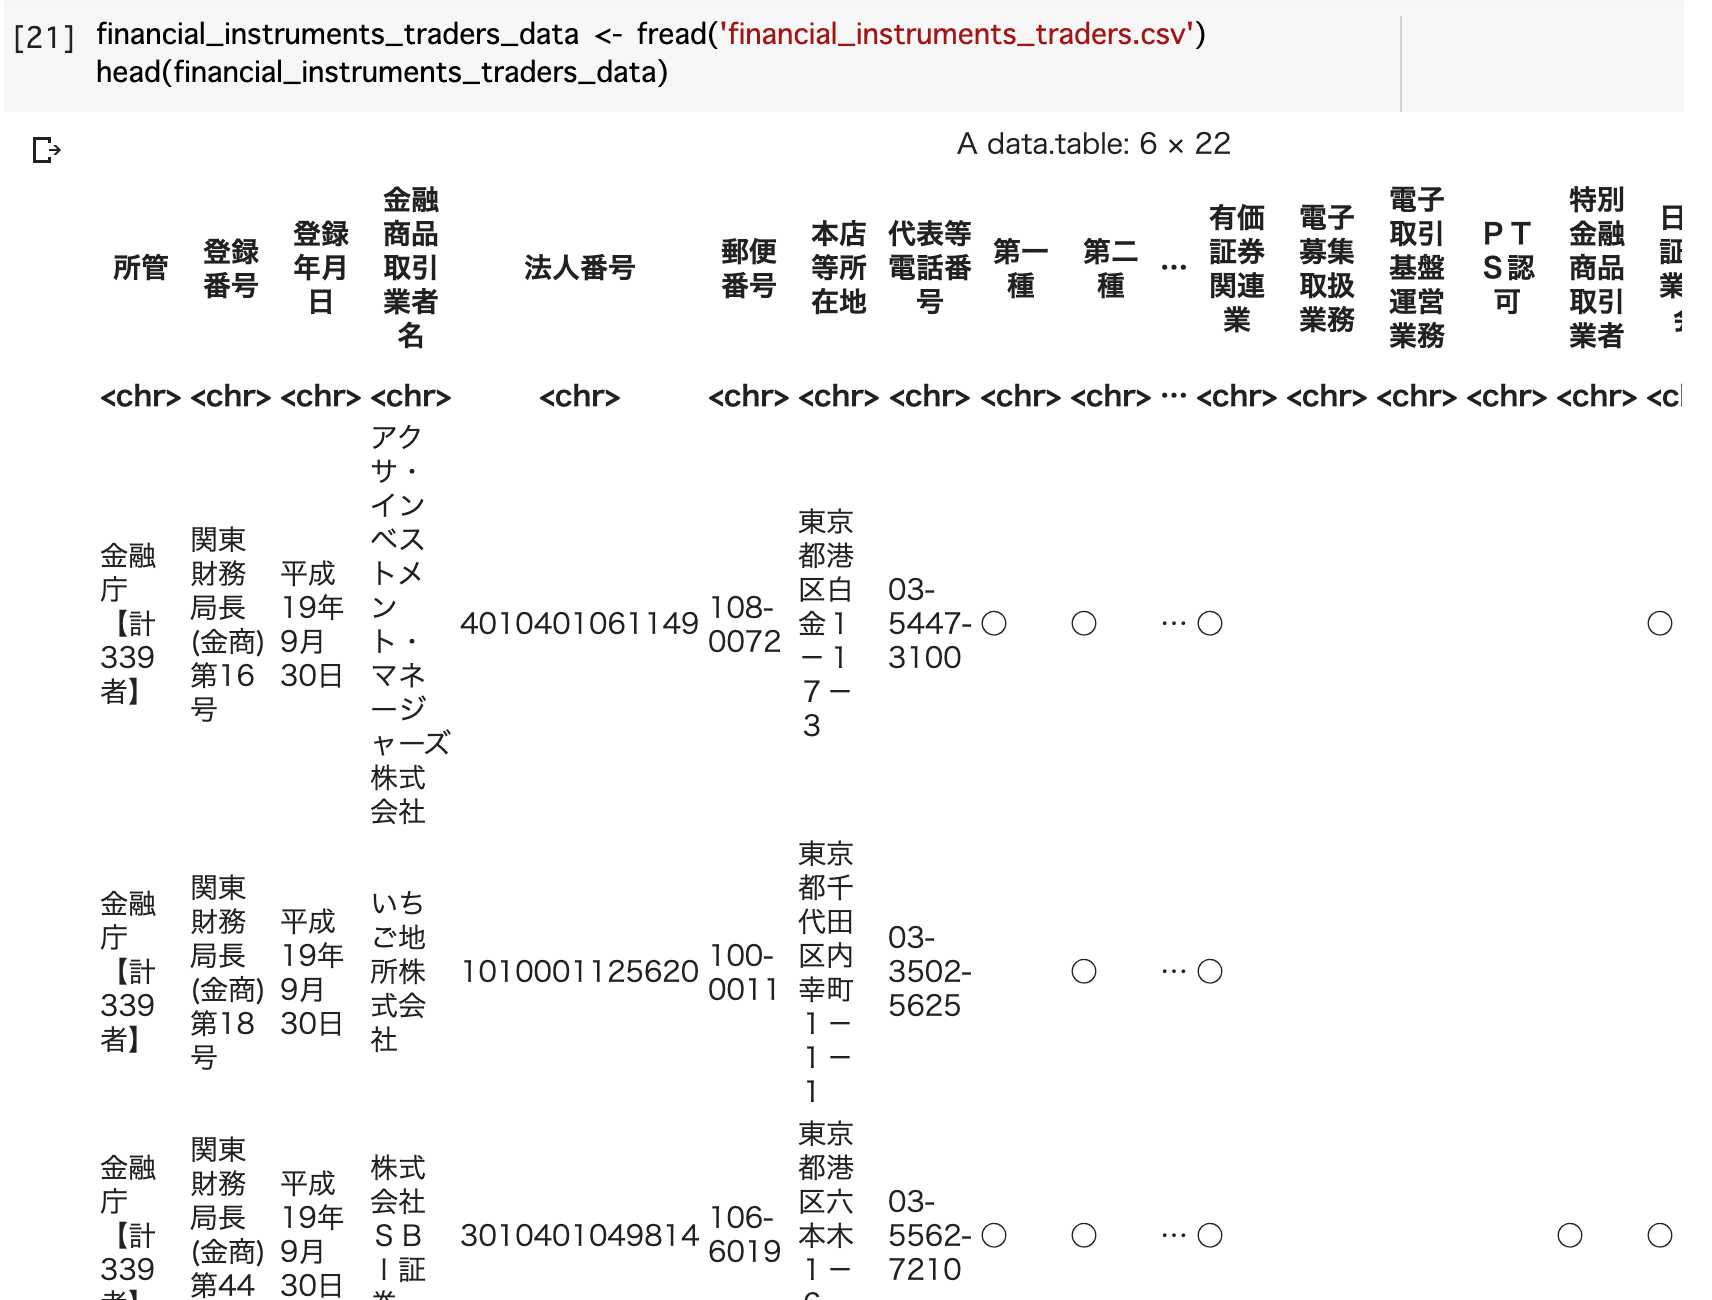 [21] financial_instruments_traders_data <- fread('financial_instruments_traders.csv')
head(financial_instruments_traders_data)
A data.table: 6 × 22
所管 登録番号 登録年月日 金融商品取引業者名 法人番号 郵便番号 本店等所在地 代表等電話番号 第一種 第二種 … 有価証券関連業 電子募集取扱業務 電子取引基盤運営業務 ＰＴＳ認可 特別金融商品取引業者
<chr> <chr> <chr> <chr> <chr> <chr> <chr> <chr> <chr> <chr> … <chr> <chr> <chr> <chr> <chr>
金融庁【計339者】 関東財務局長(金商)第16号 平成19年9月30日 アクサ・インベストメント・マネージャーズ株式会社 4010401061149 108-0072 東京都港区白金１－１７－３ 03-5447-3100 ○ ○ … ○ ○
金融庁【計339者】 関東財務局長(金商)第18号 平成19年9月30日 いちご地所株式会社 1010001125620 100-0011 東京都千代田区内幸町１－１－１ 03-3502-5625 ○ … ○
金融庁【計339 関東財務局長(金商)第44 平成19年9月30日 株式会社ＳＢＩ証 3010401049814 106-6019 東京都港区六本木１－ 03-5562-7210 ○ ○ … ○ ○ ○